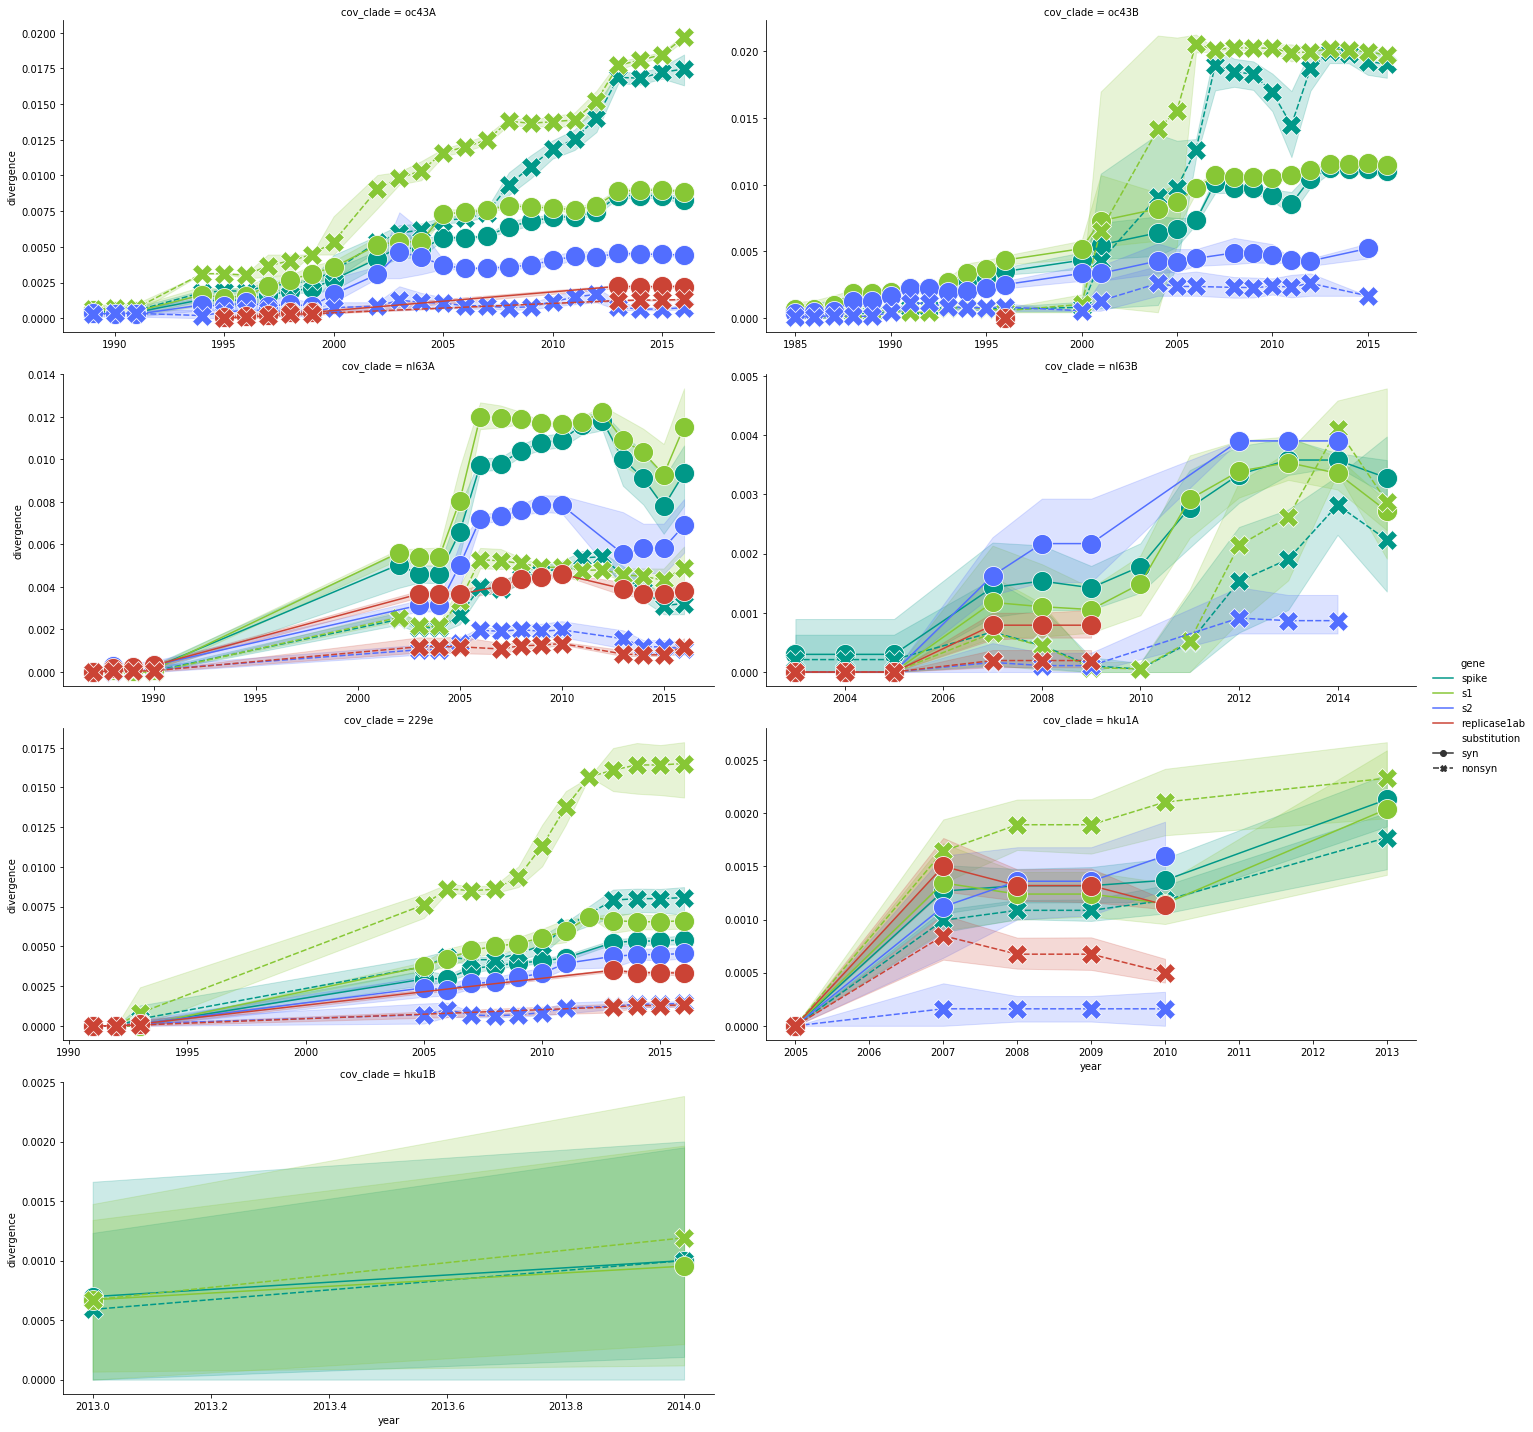 cov_clade = oc43A
0.0200
0.0175
0.0150
0.0125
0.0100
0.0075
0.0050
0.0025
0.0000
divergence
1990 1995 2000 2005 2010 2015
cov_clade = oc43B
0.020
0.015
0.010
0.005
0.000
1985 1990 1995 2000 2005 2010 2015
cov_clade = nl63A
0.014
0.012
0.010
0.008
0.006
0.004
0.002
0.000
divergence
1990 1995 2000 2005 2010 2015
cov_clade = nl63B
0.005
0.004
0.003
0.002
0.001
0.000
2004 2006 2008 2010 2012 2014
cov_clade = 229e
0.0175
0.0150
0.0125
0.0100
0.0075
0.0050
0.0025
0.0000
divergence
1990 1995 2000 2005 2010 2015
cov_clade = hku1A
0.0025
0.0020
0.0015
0.0010
0.0005
0.0000
2005 2006 2007 2008 2009 2010 2011 2012 2013
year
cov_clade = hku1B
0.0025
0.0020
0.0015
0.0010
0.0005
0.0000
divergence
2013.0 2013.2 2013.4 2013.6 2013.8 2014.0
year
gene
spike
s1
s2
replicase1ab
substitution
syn
nonsyn